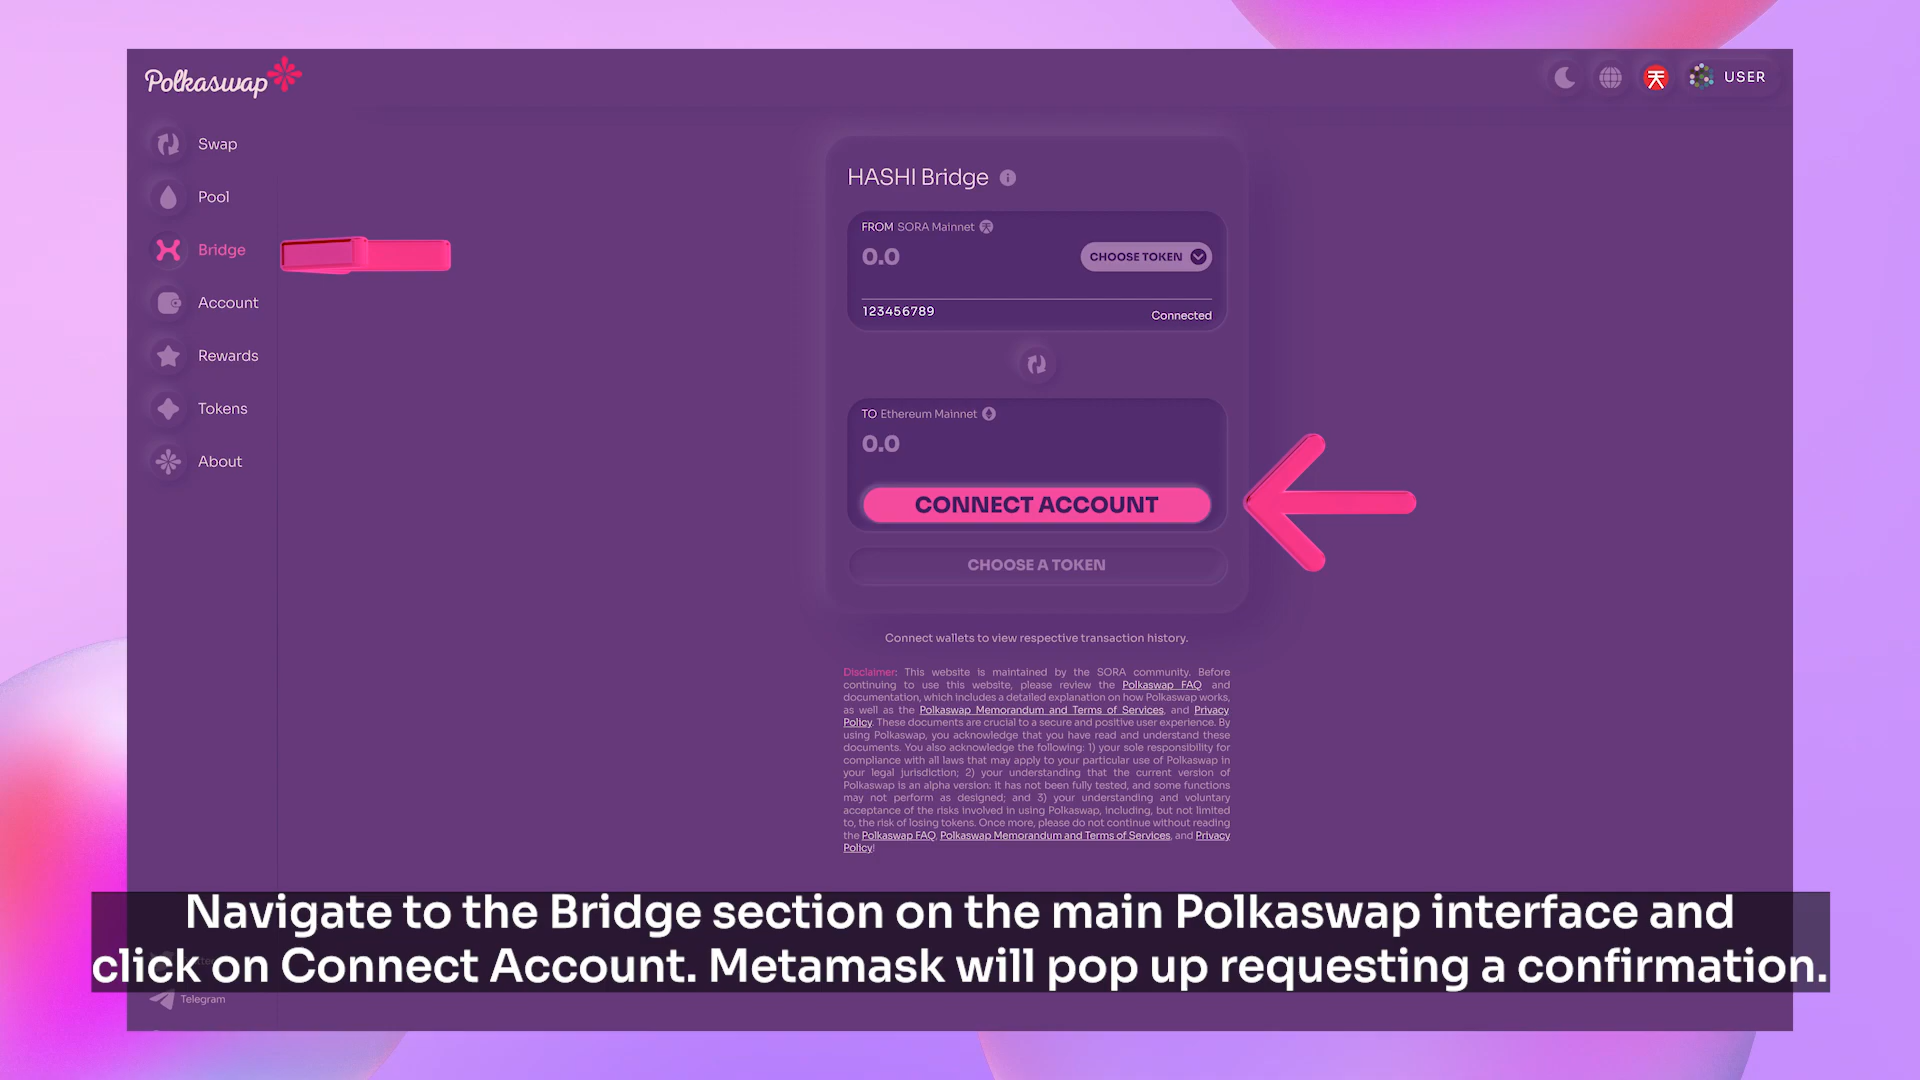 Polkaswap
USER
Swap
Pool
Bridge
Account
Rewards
Tokens
About
HASHI Bridge
FROM SORA Mainnet
0.0
CHOOSE TOKEN
123456789
Connected
TO Ethereum Mainnet
0.0
CONNECT ACCOUNT
CHOOSE A TOKEN
Connect wallets to view respective transaction history.
Disclaimer: This website is maintained by the SORA community. Before
continuing to use this website, please review the Polkaswap FAQ and
documentation, which includes a detailed explanation on how Polkaswap works,
as well as the Polkaswap Memorandum and Terms of Services, and Privacy
Policy. These documents are crucial to a secure and positive user experience. By
using Polkaswap, you acknowledge that you have read and understand these
documents. You also acknowledge the following: 1) your sole responsibility for
compliance with all laws that may apply to your particular use of Polkaswap in
your legal jurisdiction; 2) your understanding that the current version of
Polkaswap is an alpha version: it has not been fully tested, and some functions
may not perform as designed; and 3) your understanding and voluntary
acceptance of the risks involved in using Polkaswap, including, but not limited
to, the risk of losing tokens. Once more, please do not continue without reading
the Polkaswap FAQ, Polkaswap Memorandum and Terms of Services, and Privacy
Policy!
Navigate to the Bridge section on the main Polkaswap interface and
click on Connect Account. Metamask will pop up requesting a confirmation.
Telegram